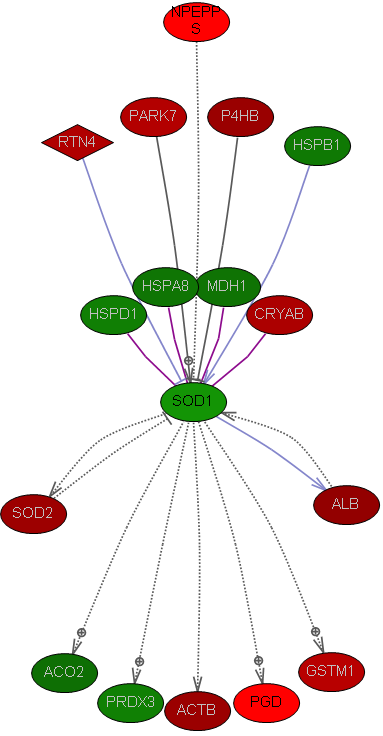 NPEPP
S
PARK7
P4HB
RTN4
HSPB1
HSPA8
MDH1
HSPD1
CRYAB
SOD1
SOD2
ALB
ACO2
GSTM1
PRDX3
PGD
ACTB